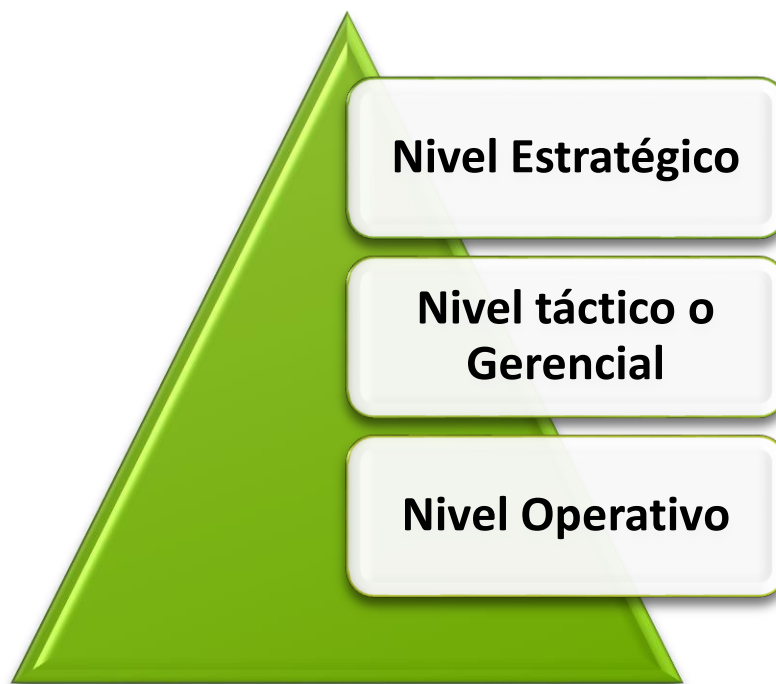 Nivel Estratégico
Nivel táctico o
Gerencial
Nivel Operativo